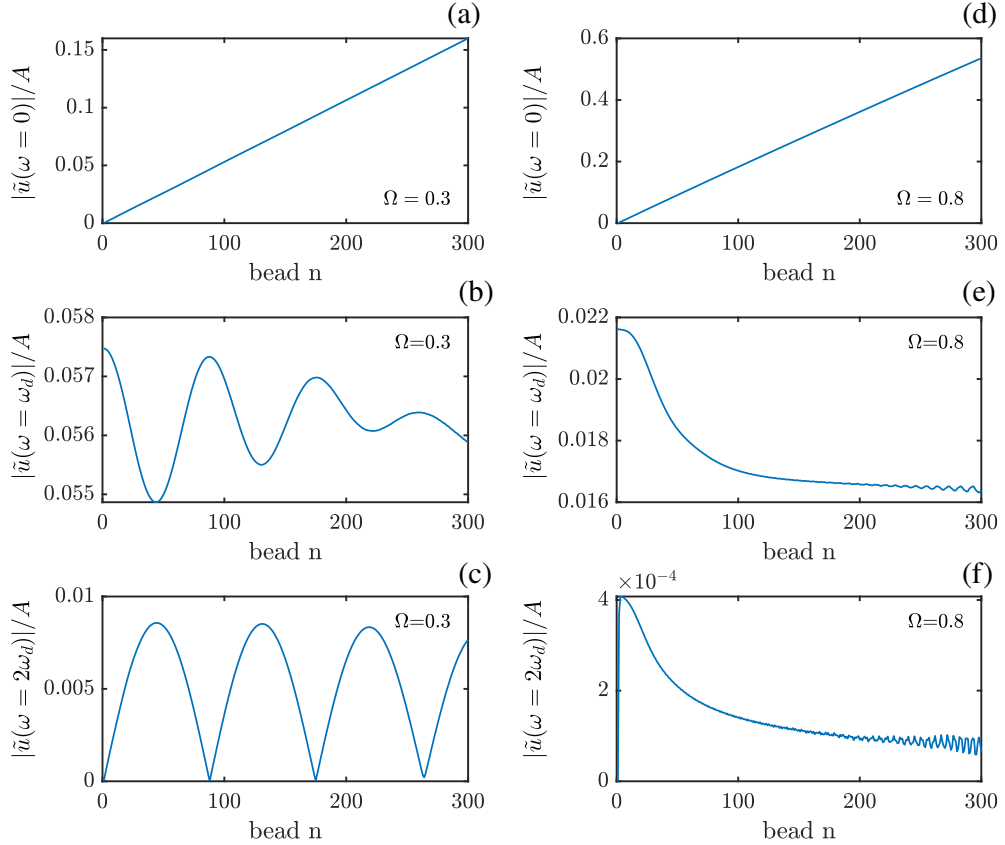 (a)
0.15
0.1
0.05
0
|ũ(ω = 0)|/A
Ω = 0.3
0 100 200 300
bead n
(d)
0.6
0.4
0.2
0
|ũ(ω = 0)|/A
Ω = 0.8
0 100 200 300
bead n
(b)
0.058
0.057
0.056
0.055
|ũ(ω = ω_d)|/A
Ω=0.3
0 100 200 300
bead n
(e)
0.022
0.02
0.018
0.016
|ũ(ω = ω_d)|/A
Ω=0.8
0 100 200 300
bead n
(c)
0.01
0.005
0
|ũ(ω = 2ω_d)|/A
Ω=0.3
0 100 200 300
bead n
(f)
×10⁻⁴
4
2
0
|ũ(ω = 2ω_d)|/A
Ω=0.8
0 100 200 300
bead n